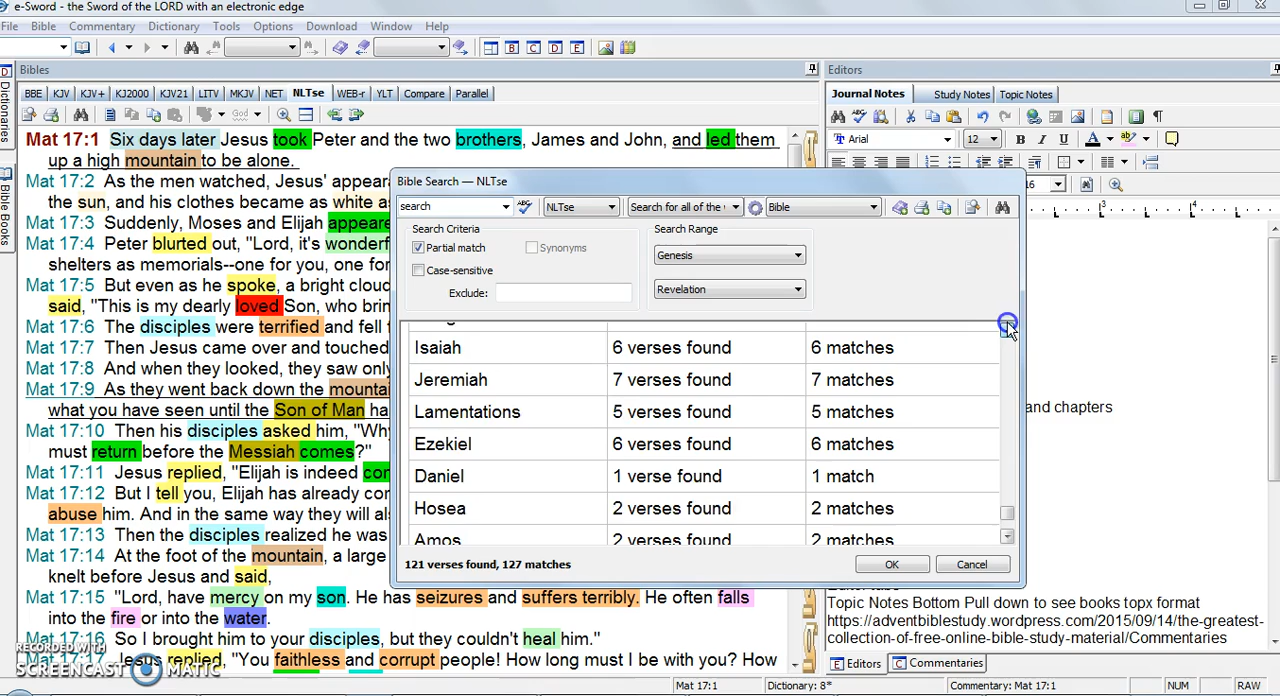 e-Sword - the Sword of the LORD with an electronic edge
File Bible Commentary Dictionary Tools Options Download Window Help
B C D E
Bibles
BBE KJV KJV+ KJ2000 KJV21 LITV MKJV NET NLTse WEB-r YLT Compare Parallel
God
Dictionaries
Bible Books
Mat 17:1 Six days later Jesus took Peter and the two brothers, James and John, and led them
up a high mountain to be alone.
Mat 17:2 As the men watched, Jesus' appeara
the sun, and his clothes became as white as
Mat 17:3 Suddenly, Moses and Elijah appeare
Mat 17:4 Peter blurted out, "Lord, it's wonderf
shelters as memorials--one for you, one for
Mat 17:5 But even as he spoke, a bright cloud
said, "This is my dearly loved Son, who brin
Mat 17:6 The disciples were terrified and fell f
Mat 17:7 Then Jesus came over and touched
Mat 17:8 And when they looked, they saw only
Mat 17:9 As they went back down the mountai
what you have seen until the Son of Man ha
Mat 17:10 Then his disciples asked him, "Why
must return before the Messiah comes?"
Mat 17:11 Jesus replied, "Elijah is indeed con
Mat 17:12 But I tell you, Elijah has already con
abuse him. And in the same way they will als
Mat 17:13 Then the disciples realized he was
Mat 17:14 At the foot of the mountain, a large
knelt before Jesus and said,
Mat 17:15 "Lord, have mercy on my son. He has seizures and suffers terribly. He often falls
into the fire or into the water.
Mat 17:16 So I brought him to your disciples, but they couldn't heal him."
Mat 17:17 Jesus replied, "You faithless and corrupt people! How long must I be with you? How
RECORDED WITH
SCREENCAST MATIC
Bible Search — NLTse
search NLTse Search for all of the Bible
Search Criteria
Partial match Synonyms
Case-sensitive
Exclude:
Search Range
Genesis
Revelation
Isaiah 6 verses found 6 matches
Jeremiah 7 verses found 7 matches
Lamentations 5 verses found 5 matches
Ezekiel 6 verses found 6 matches
Daniel 1 verse found 1 match
Hosea 2 verses found 2 matches
Amos 2 verses found 2 matches
121 verses found, 127 matches
OK Cancel
Editors
Journal Notes Study Notes Topic Notes
Arial 12 B I U A
16
3 4
and chapters
Topic Notes Bottom Pull down to see books topx format
https://adventbiblestudy.wordpress.com/2015/09/14/the-greatest-
collection-of-free-online-bible-study-material/Commentaries
E Editors C Commentaries
Mat 17:1 Dictionary: 8* Commentary: Mat 17:1 NUM RAW